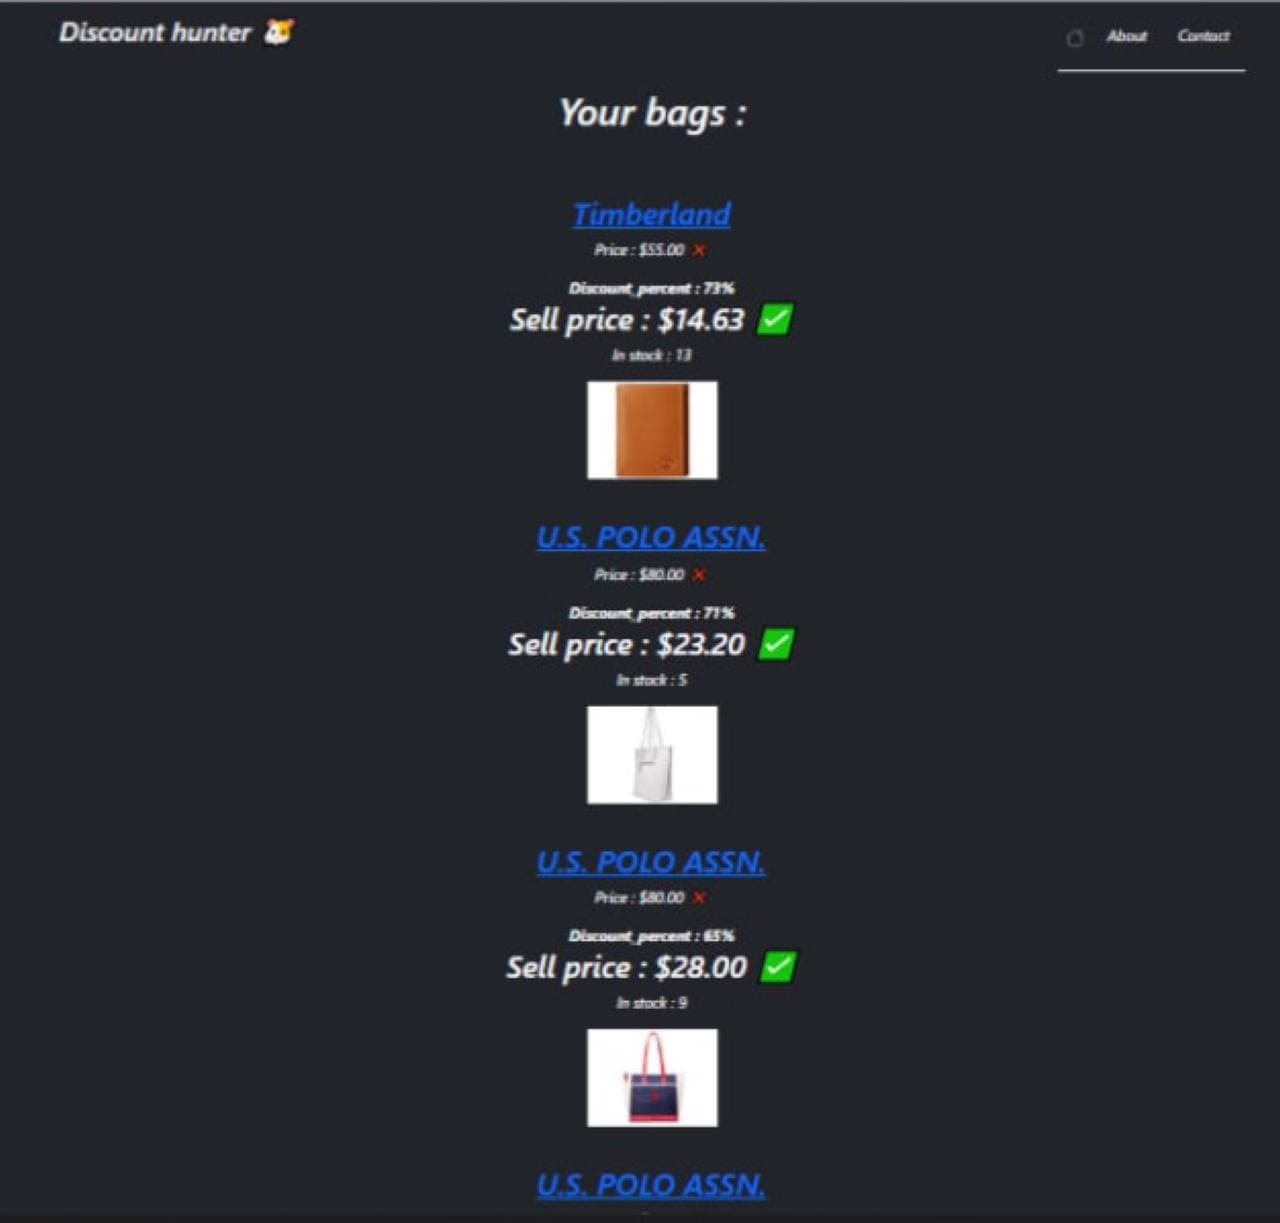 Discount hunter 🐹
About
Contact
Your bags :
Timberland
Price : $55.00 ❌
Discount_percent : 73%
Sell price : $14.63 ✅
In stock : 13
U.S. POLO ASSN.
Price : $80.00 ❌
Discount_percent : 71%
Sell price : $23.20 ✅
In stock : 5
U.S. POLO ASSN.
Price : $80.00 ❌
Discount_percent : 65%
Sell price : $28.00 ✅
In stock : 9
U.S. POLO ASSN.